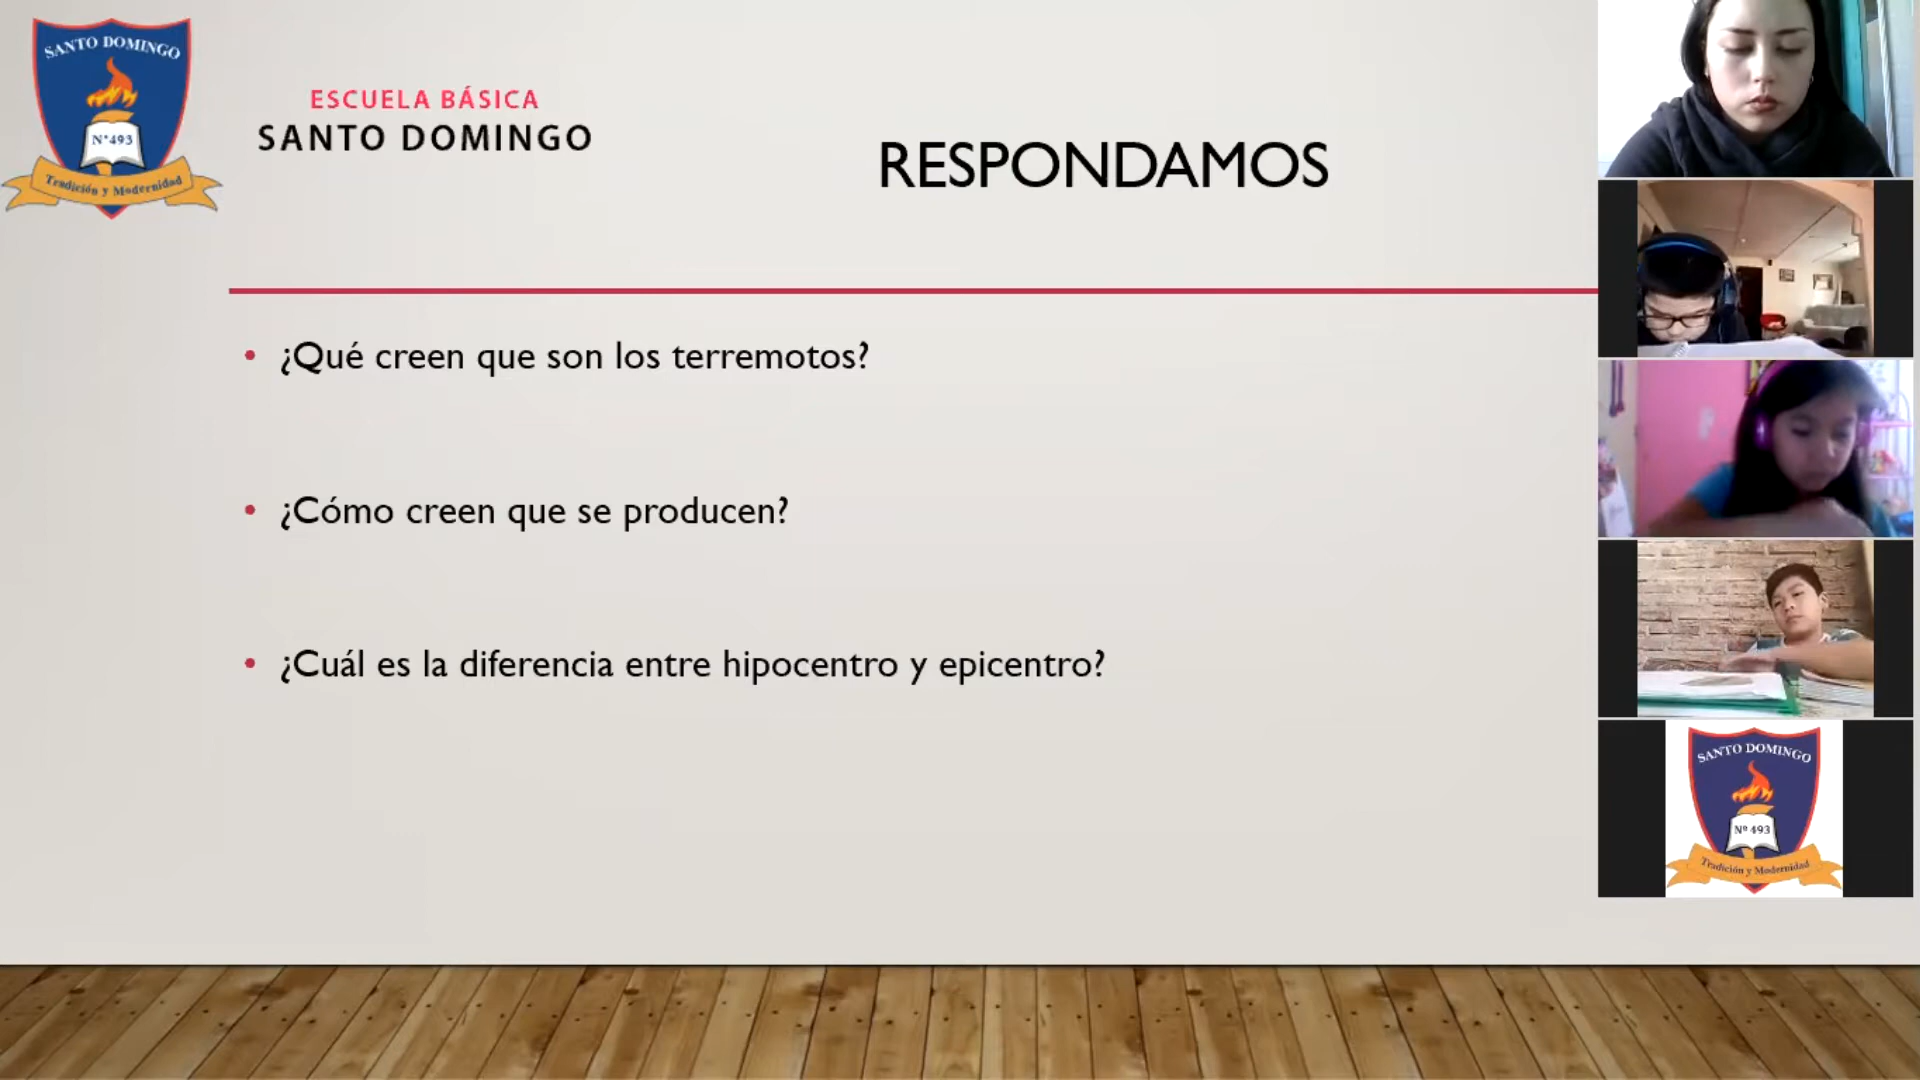 SANTO DOMINGO
N°493
Tradición y Modernidad
ESCUELA BÁSICA
SANTO DOMINGO
RESPONDAMOS
• ¿Qué creen que son los terremotos?
• ¿Cómo creen que se producen?
• ¿Cuál es la diferencia entre hipocentro y epicentro?
SANTO DOMINGO
Nº 493
Tradición y Modernidad